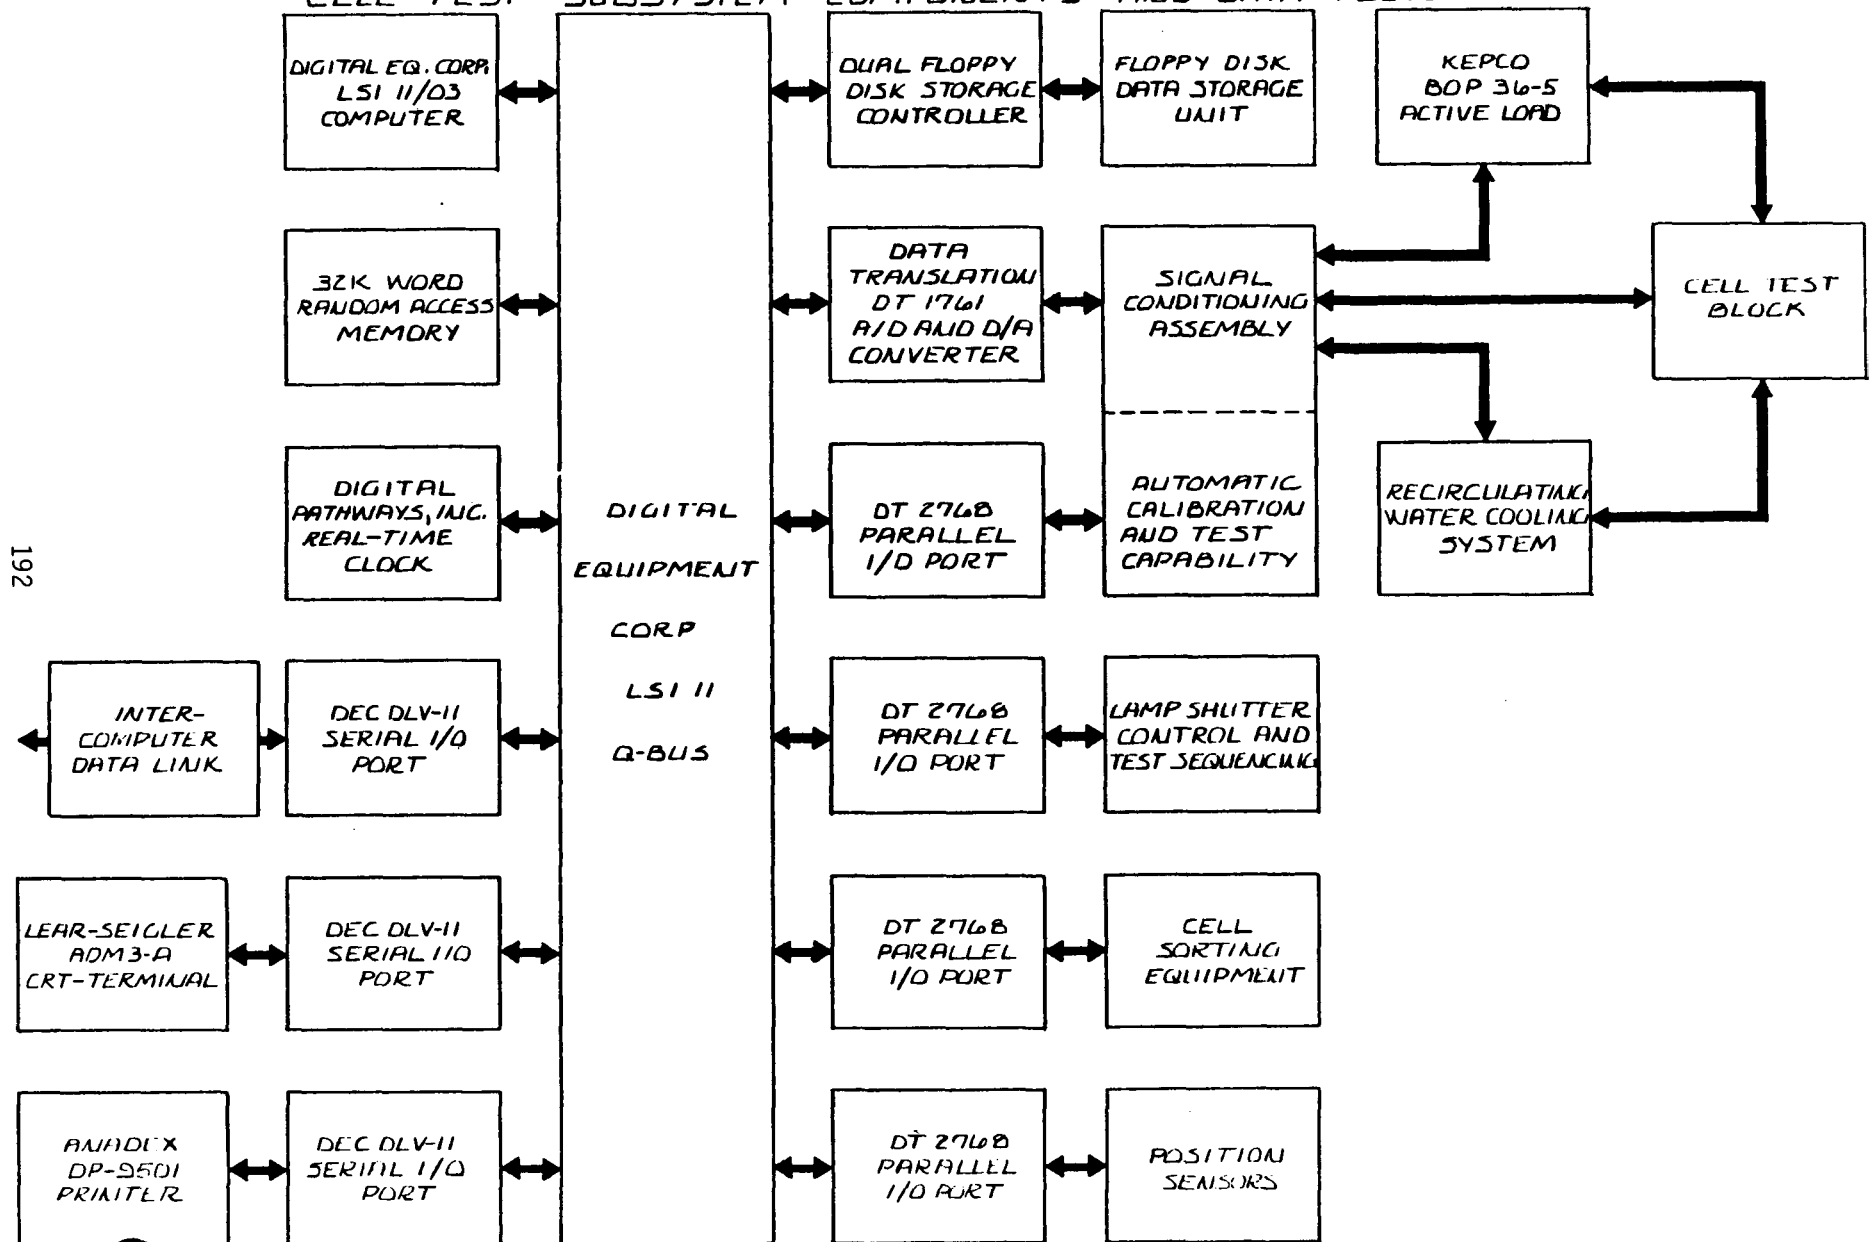 CELL TEST SUBSYSTEM COMPONENTS AND DATA
DIGITAL EQ. CORP.
LSI 11/03
COMPUTER
DUAL FLOPPY
DISK STORAGE
CONTROLLER
FLOPPY DISK
DATA STORAGE
UNIT
KEPCO
BOP 36-5
ACTIVE LOAD
32K WORD
RANDOM ACCESS
MEMORY
DATA
TRANSLATION
DT 1761
A/D AND D/A
CONVERTER
SIGNAL
CONDITIONING
ASSEMBLY
CELL TEST
BLOCK
DIGITAL
PATHWAYS, INC.
REAL-TIME
CLOCK
DIGITAL
EQUIPMENT
CORP
LSI 11
Q-BUS
DT 2768
PARALLEL
I/O PORT
AUTOMATIC
CALIBRATION
AND TEST
CAPABILITY
RECIRCULATING
WATER COOLING
SYSTEM
192
INTER-
COMPUTER
DATA LINK
DEC DLV-11
SERIAL I/O
PORT
DT 2768
PARALLEL
I/O PORT
LAMP SHUTTER
CONTROL AND
TEST SEQUENCING
LEAR-SEIGLER
ADM3-A
CRT-TERMINAL
DEC DLV-11
SERIAL I/O
PORT
DT 2768
PARALLEL
I/O PORT
CELL
SORTING
EQUIPMENT
ANADEX
DP-9501
PRINTER
DEC DLV-11
SERIAL I/O
PORT
DT 2768
PARALLEL
I/O PORT
POSITION
SENSORS